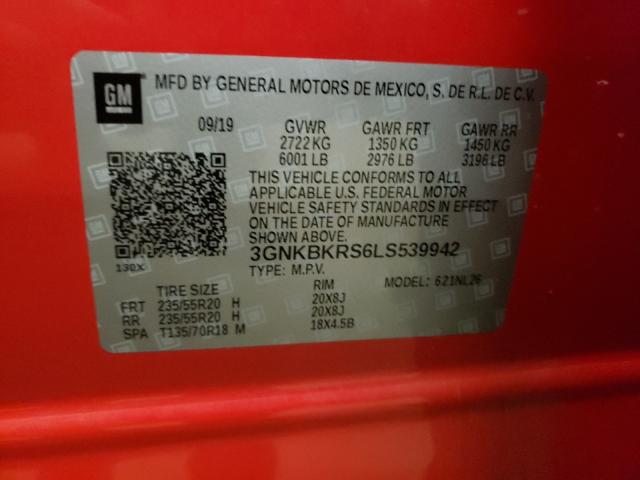 GM
MFD BY GENERAL MOTORS DE MEXICO, S. DE R.L. DE C.V.
09/19 GVWR GAWR FRT GAWR RR
2722 KG 1350 KG 1450 KG
6001 LB 2976 LB 3196 LB
THIS VEHICLE CONFORMS TO ALL
APPLICABLE U.S. FEDERAL MOTOR
VEHICLE SAFETY STANDARDS IN EFFECT
ON THE DATE OF MANUFACTURE
SHOWN ABOVE.
3GNKBKRS6LS539942
130X
TYPE: M.P.V. MODEL: 621NL26
TIRE SIZE RIM
FRT 235/55R20 H 20X8J
RR 235/55R20 H 20X8J
SPA T135/70R18 M 18X4.5B